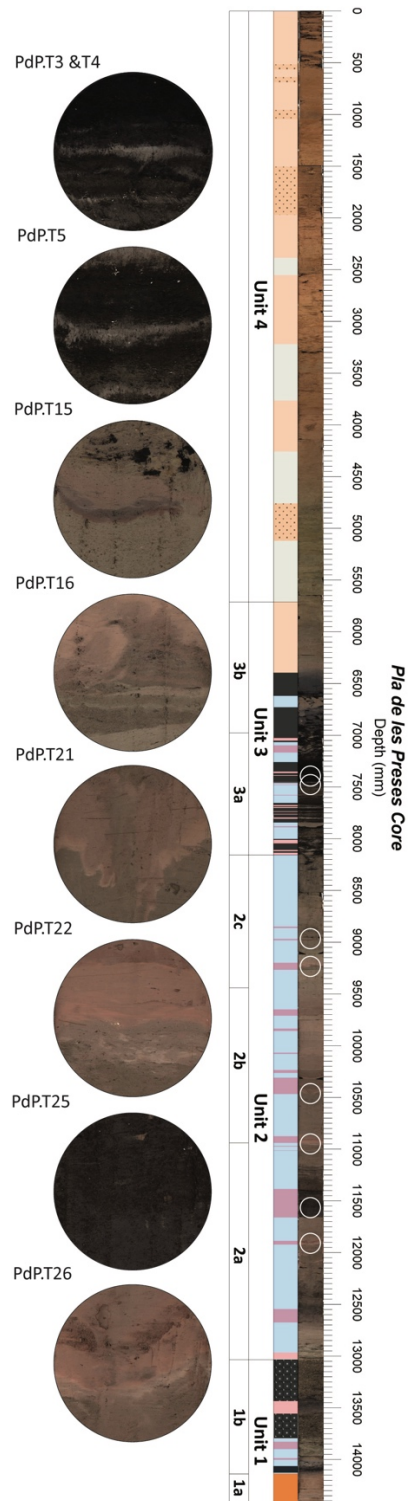 PdP.T3 &T4
PdP.T5
PdP.T15
PdP.T16
PdP.T21
PdP.T22
PdP.T25
PdP.T26
Unit 4
Unit 3
3b
3a
Unit 2
2c
2b
2a
Unit 1
1b
1a
Pla de les Preses Core
Depth (mm)
0
500
1000
1500
2000
2500
3000
3500
4000
4500
5000
5500
6000
6500
7000
7500
8000
8500
9000
9500
10000
10500
11000
11500
12000
12500
13000
13500
14000